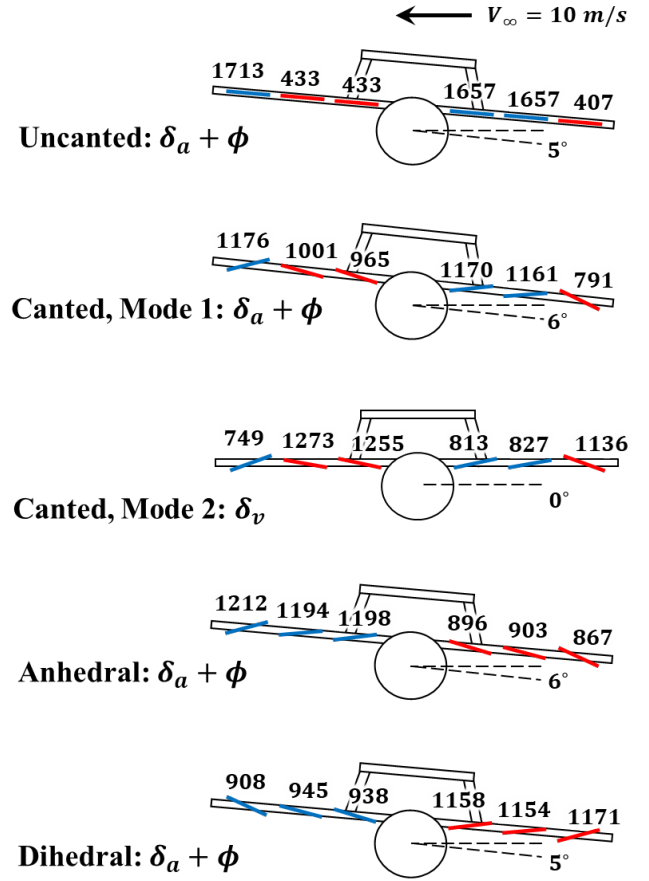 V∞ = 10 m/s
1713 433 433 1657 1657 407
Uncanted: δa + ϕ
5°
1176 1001 965 1170 1161 791
Canted, Mode 1: δa + ϕ
6°
749 1273 1255 813 827 1136
Canted, Mode 2: δv
0°
1212 1194 1198 896 903 867
Anhedral: δa + ϕ
6°
908 945 938 1158 1154 1171
Dihedral: δa + ϕ
5°